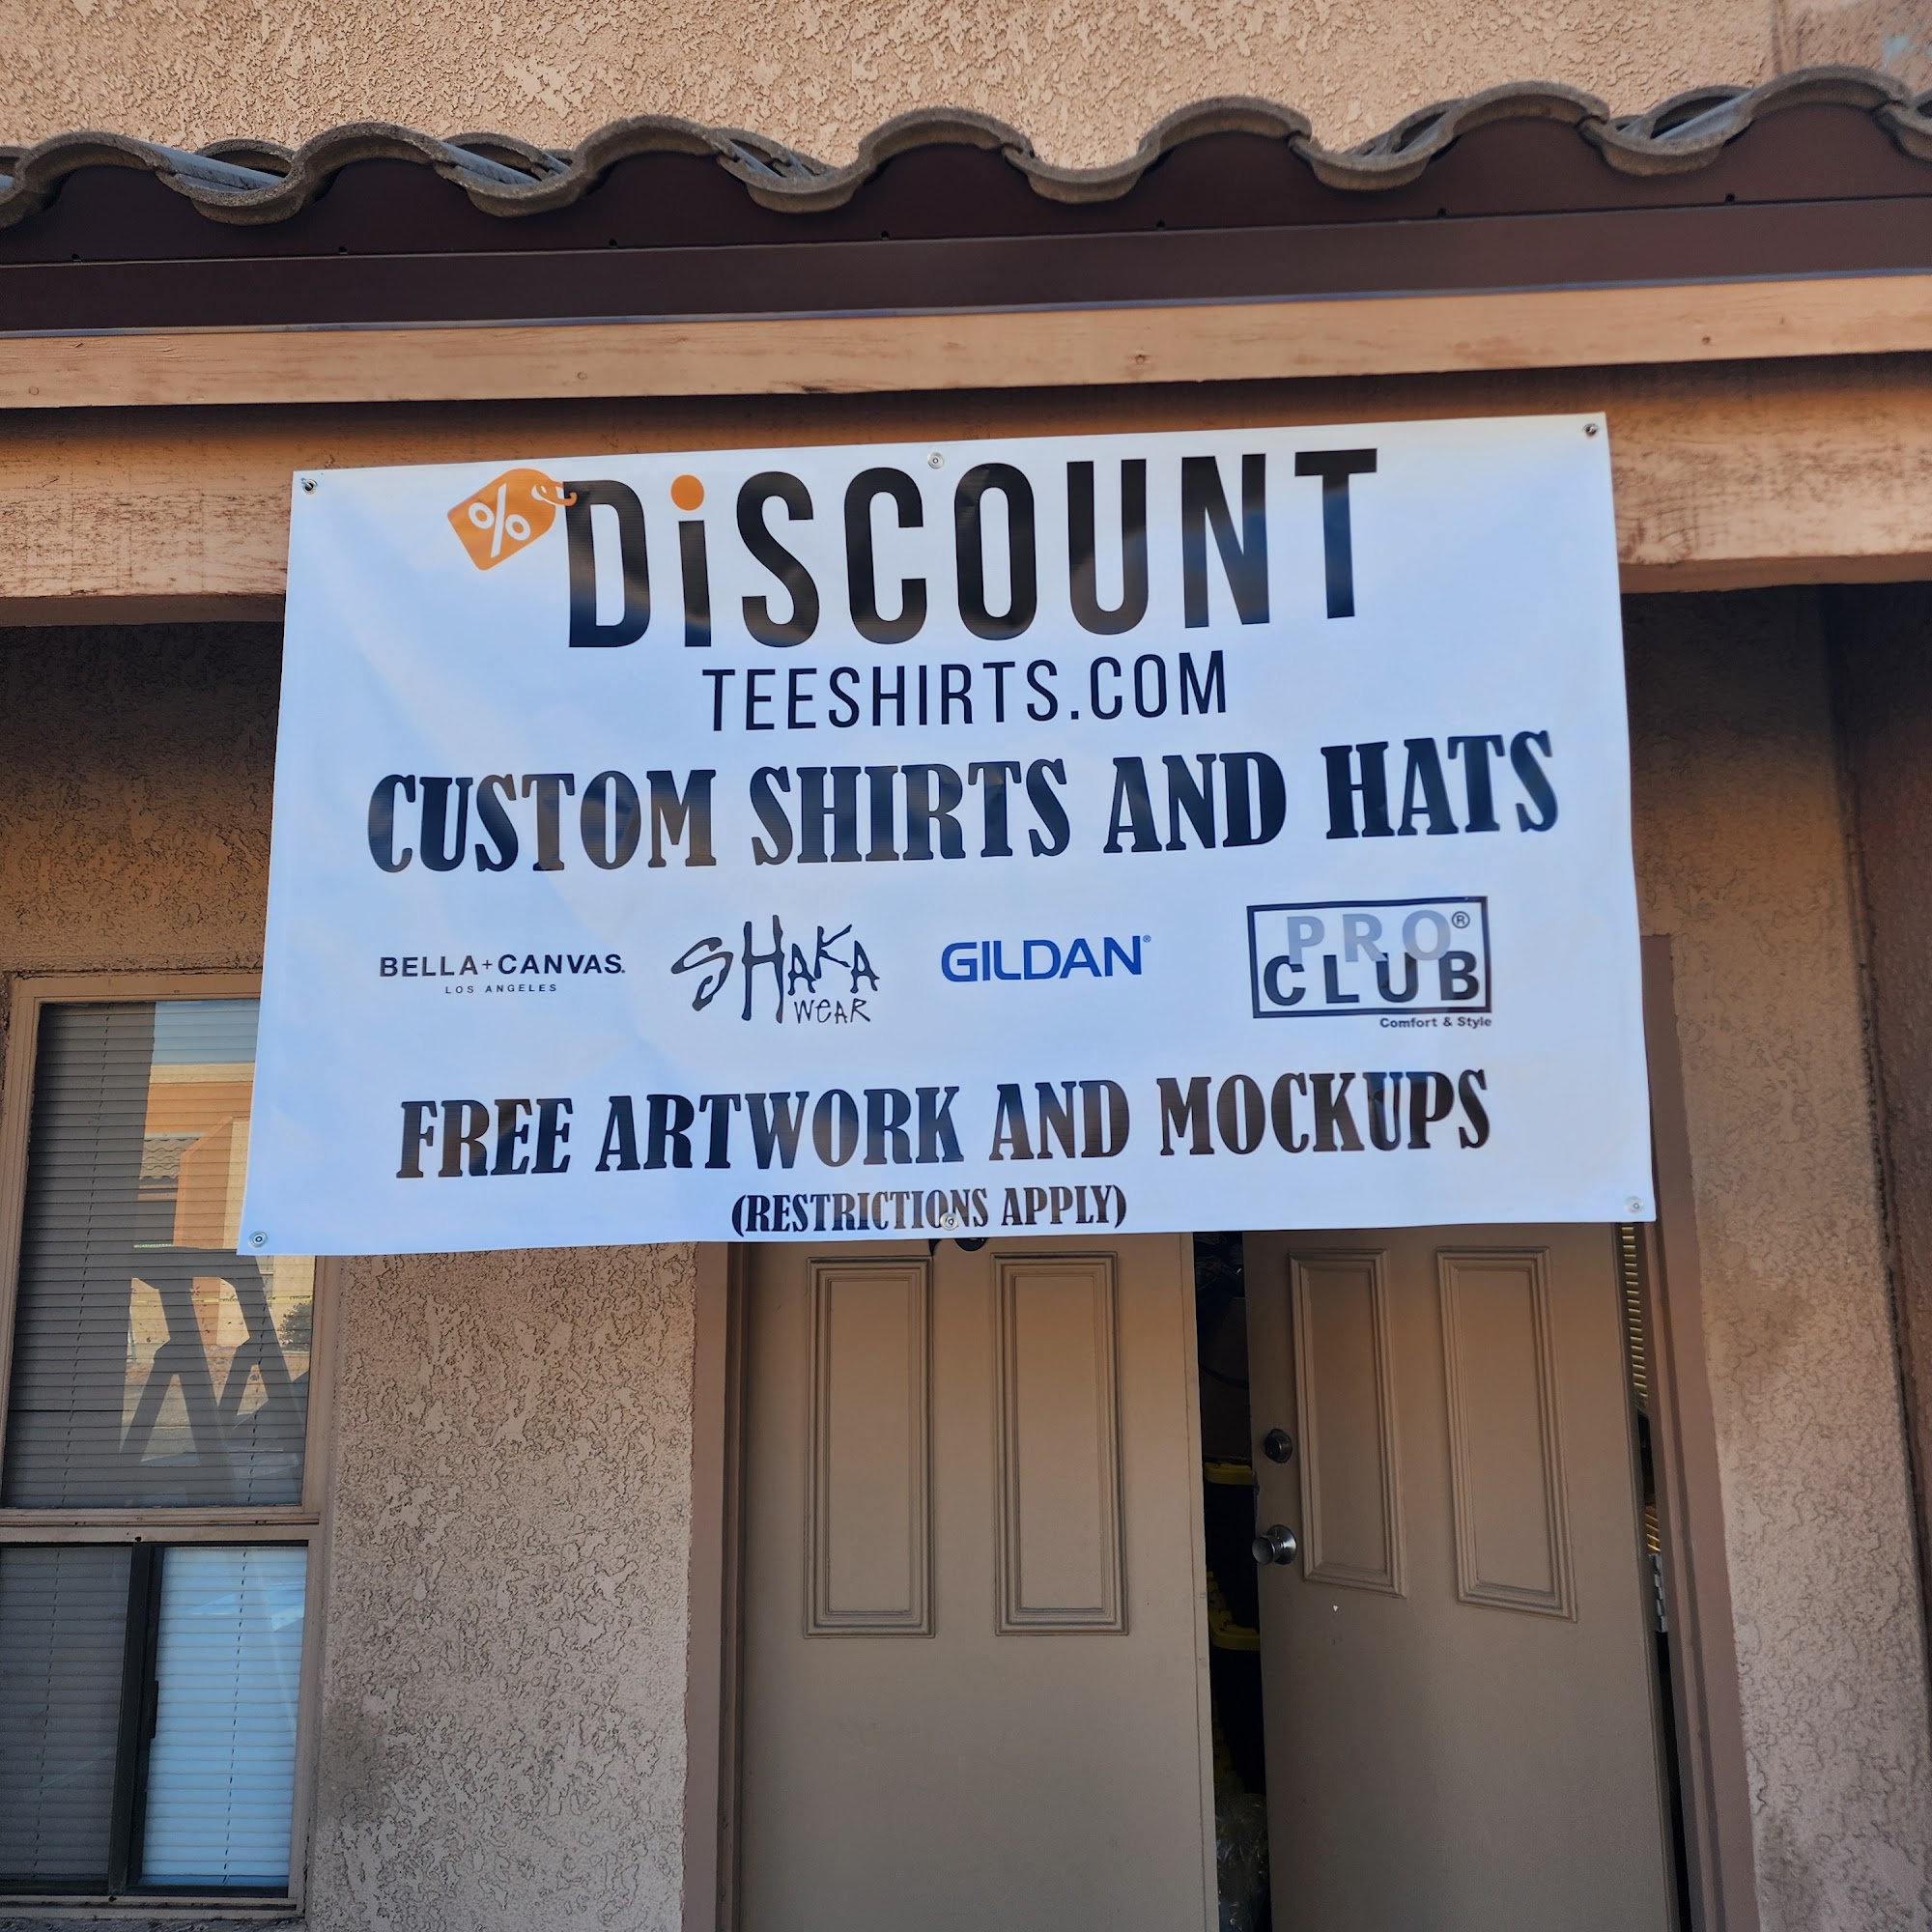 %
DiSCOUNT
TEESHIRTS.COM
CUSTOM SHIRTS AND HATS
BELLA+CANVAS.
LOS ANGELES
SHAKA
WEAR
GILDAN®
PRO®
CLUB
Comfort & Style
FREE ARTWORK AND MOCKUPS
(RESTRICTIONS APPLY)